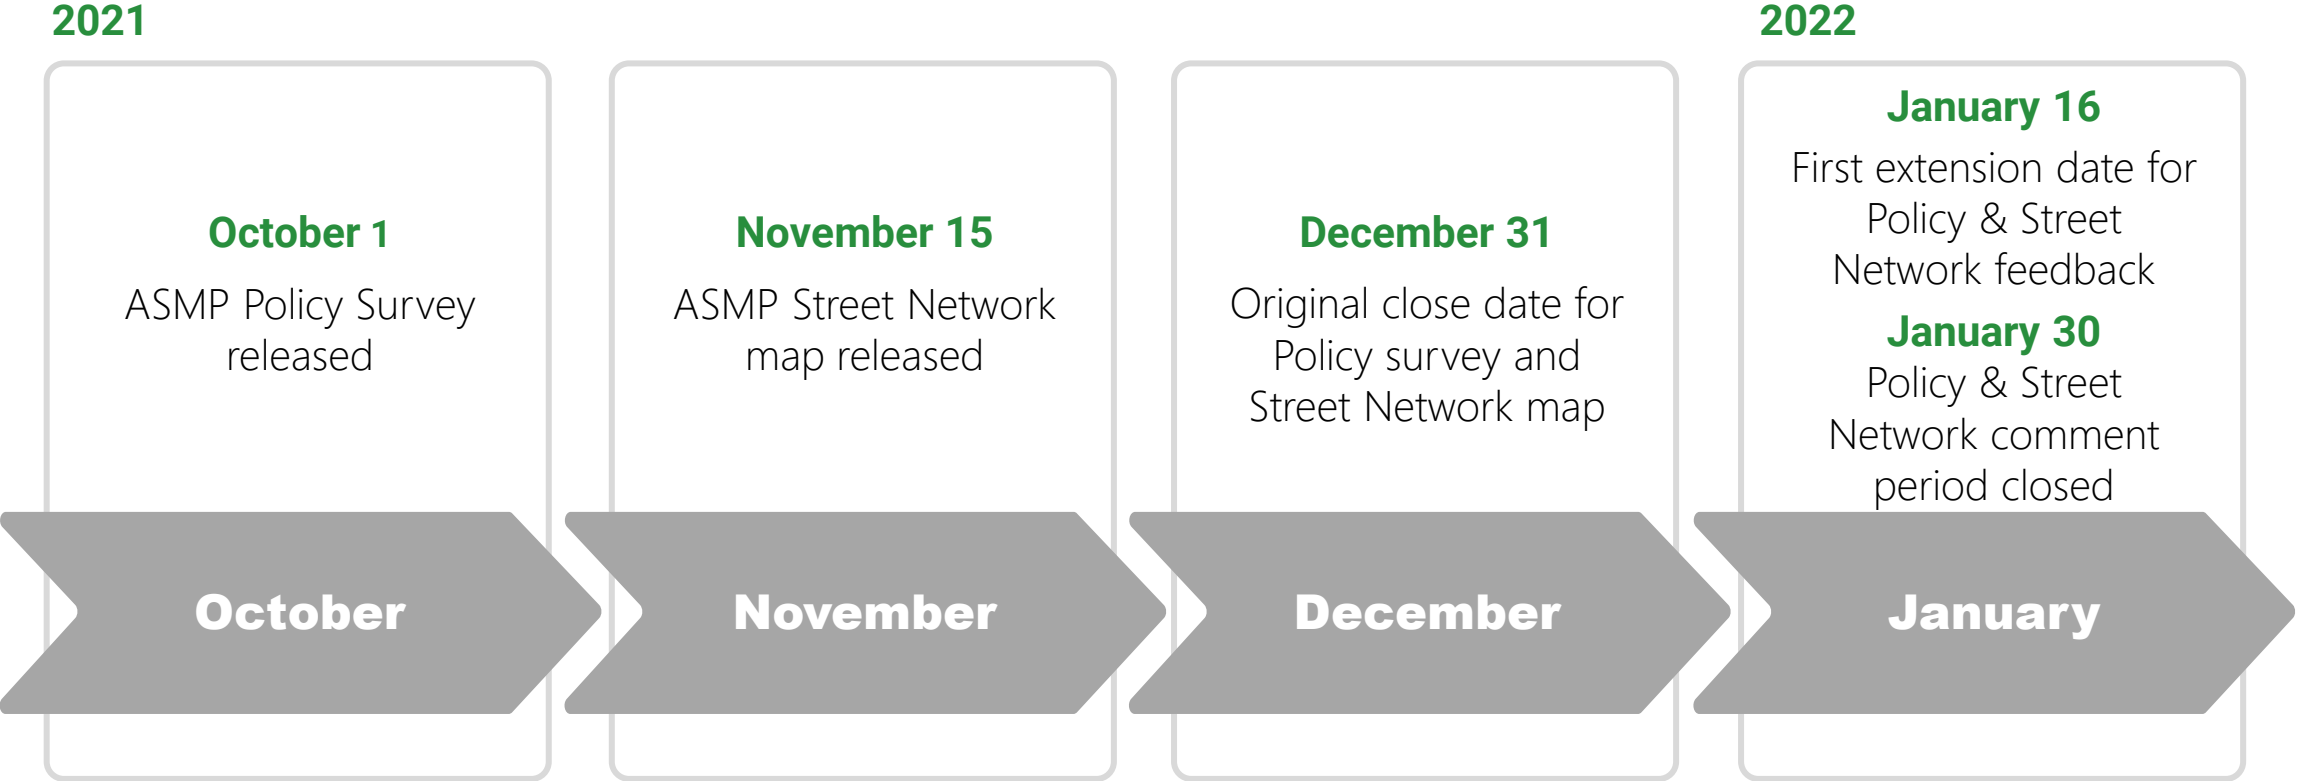 2021
October 1
ASMP Policy Survey
released
October
November 15
ASMP Street Network
map released
November
December 31
Original close date for
Policy survey and
Street Network map
December
2022
January 16
First extension date for
Policy & Street
Network feedback
January 30
Policy & Street
Network comment
period closed
January